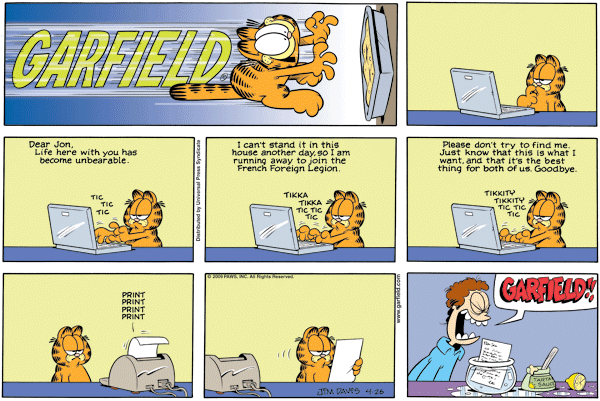 GARFIELD
Dear Jon,
Life here with you has
become unbearable.
TIC
TIC
TIC
Distributed by Universal Press Syndicate
I can't stand it in this
house another day, so I am
running away to join the
French Foreign Legion.
TIKKA
TIKKA
TIC TIC
TIC
Please don't try to find me.
Just know that this is what I
want, and that it's the best
thing for both of us. Goodbye.
TIKKITY
TIKKITY
TIC TIC
TIC
PRINT
PRINT
PRINT
PRINT
© 2009 PAWS, INC. All Rights Reserved.
www.garfield.com
JIM DAVIS 4-26
GARFIELD!!
Dear Jon,
TARTAR
SAUCE